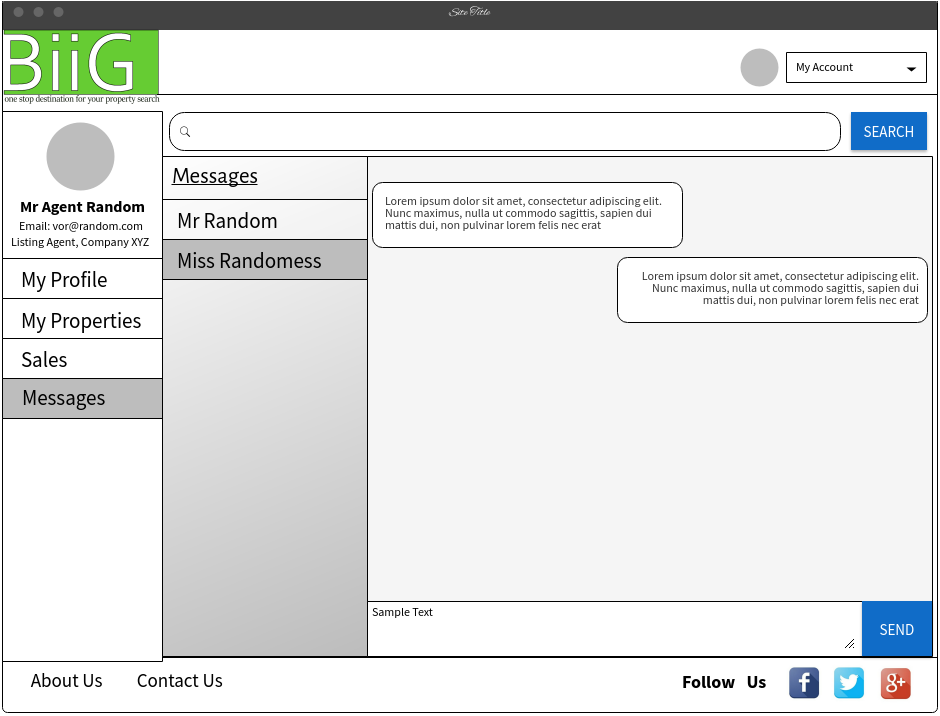 Site Title
BiiG
one stop destination for your property search
My Account
SEARCH
Mr Agent Random
Email: vor@random.com
Listing Agent, Company XYZ
My Profile
My Properties
Sales
Messages
Messages
Mr Random
Miss Randomess
Lorem ipsum dolor sit amet, consectetur adipiscing elit.
Nunc maximus, nulla ut commodo sagittis, sapien dui
mattis dui, non pulvinar lorem felis nec erat
Lorem ipsum dolor sit amet, consectetur adipiscing elit.
Nunc maximus, nulla ut commodo sagittis, sapien dui
mattis dui, non pulvinar lorem felis nec erat
Sample Text
SEND
About Us
Contact Us
Follow Us
f
g+